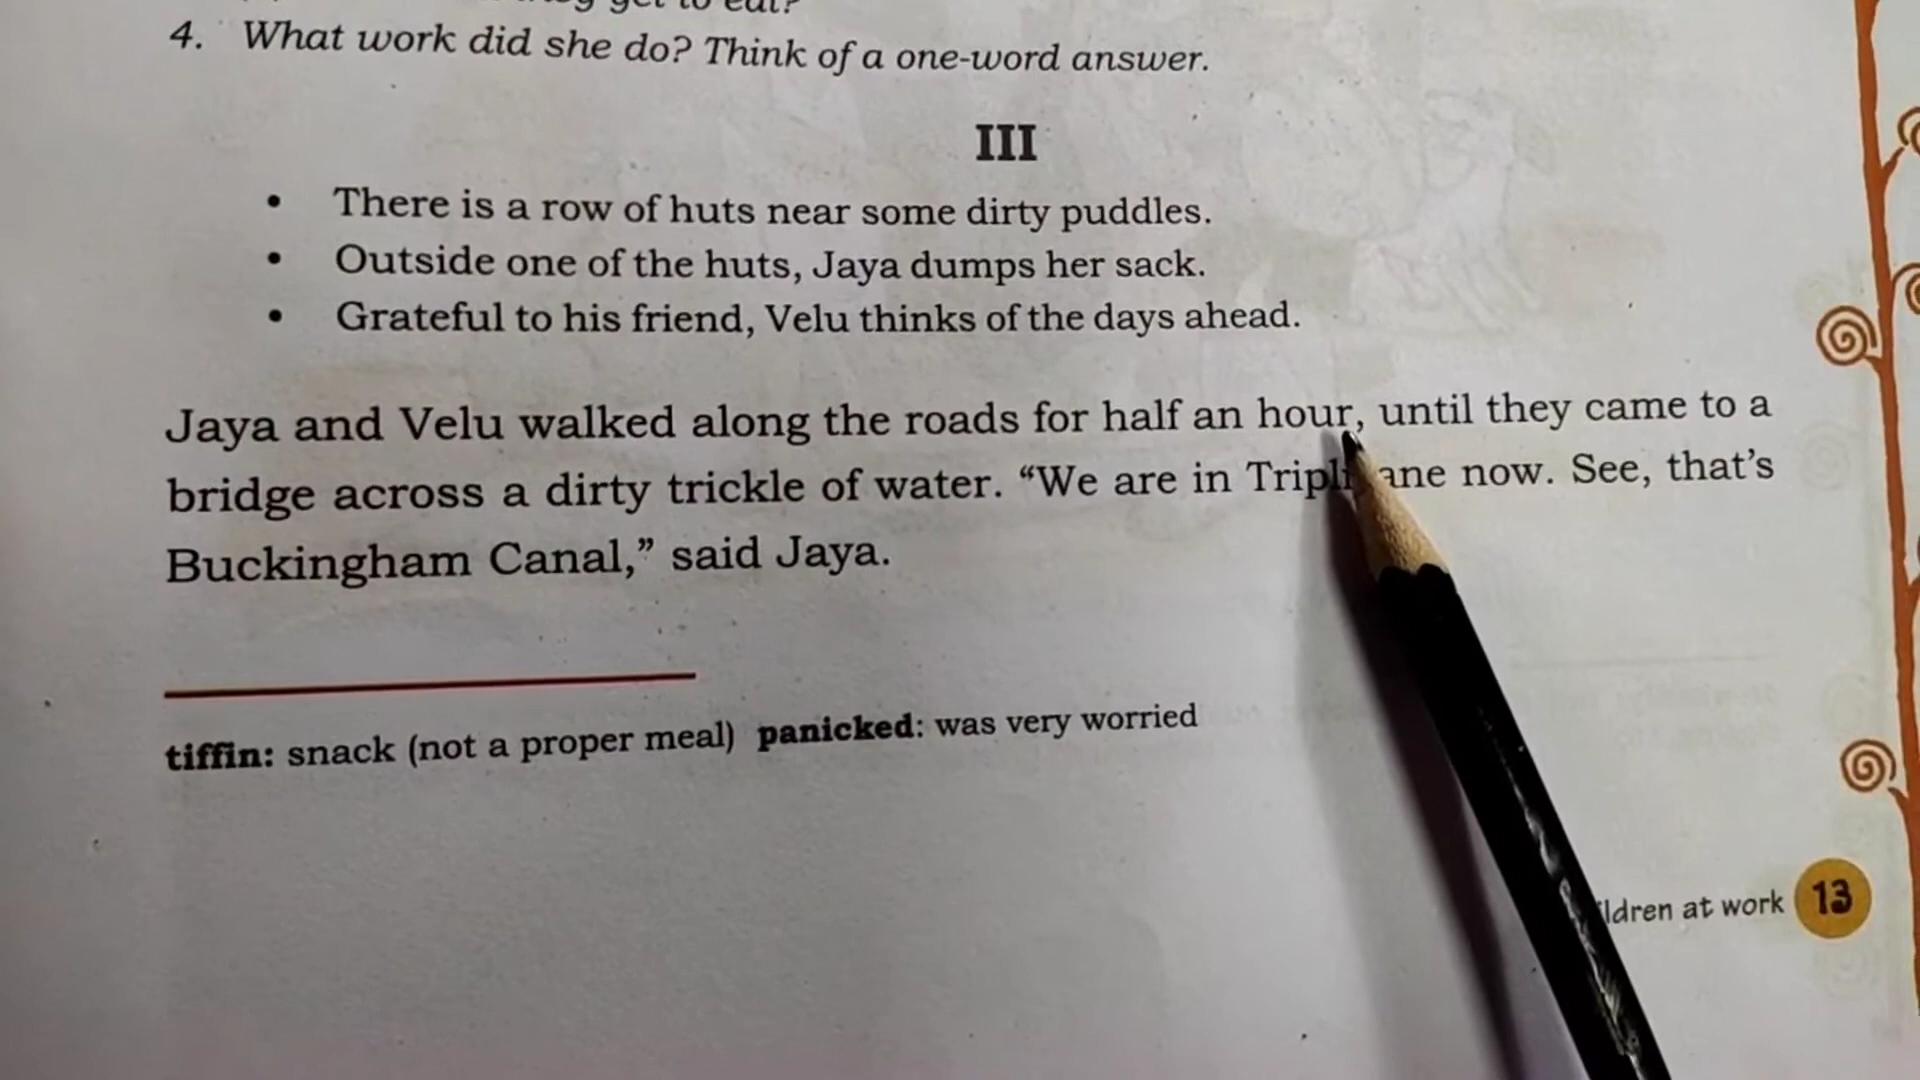 get to eat?
4. What work did she do? Think of a one-word answer.
III
• There is a row of huts near some dirty puddles.
• Outside one of the huts, Jaya dumps her sack.
• Grateful to his friend, Velu thinks of the days ahead.
Jaya and Velu walked along the roads for half an hour, until they came to a
bridge across a dirty trickle of water. “We are in now. See, that’s
Buckingham Canal,” said Jaya.
tiffin: snack (not a proper meal) panicked: was very worried
at work 13